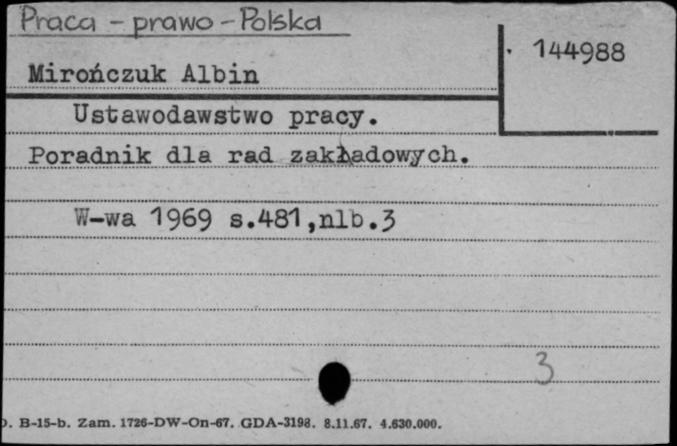 Praca - prawo - Polska
144988
Mirończuk Albin
Ustawodawstwo pracy.
Poradnik dla rad zakładowych.
W-wa 1969 s.481,nlb.3
3
. B-15-b. Zam. 1726-DW-On-67. GDA-3198. 8.11.67. 4.630.000.